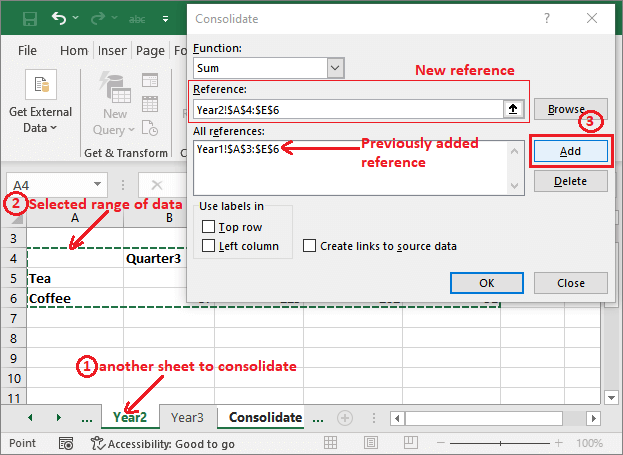 abc
Consolidate
?
File
Hom
Inser
Page
For
Get External
Data
Get & Transform
A4
Function:
Sum
New reference
Reference:
Year2!$A$4:$E$6
Browse...
3
All references:
Year1!$A$3:$E$6
Previously added
reference
Add
Delete
Use labels in
Top row
Left column
Create links to source data
OK
Close
2 Selected range of data
A
B
3
4
Quarter3
5
Tea
6
Coffee
7
8
9
10
11
1 another sheet to consolidate
...
Year2
Year3
Consolidate
...
Point
Accessibility: Good to go
100%